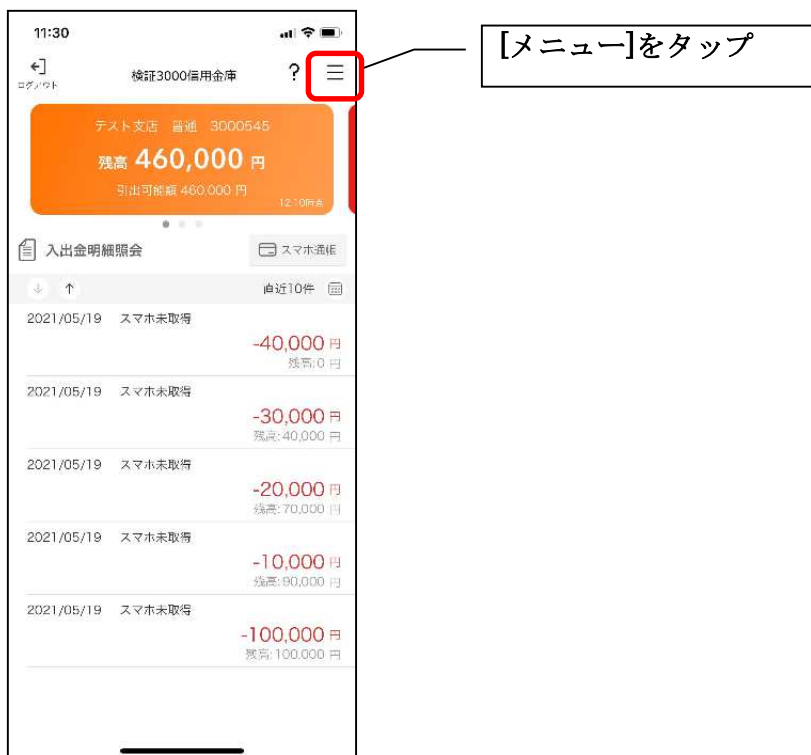 11:30
検証3000信用金庫
?
ログアウト
[メニュー]をタップ
テスト支店 普通 3000545
残高 460,000 円
引出可能額 460,000 円
12:10時点
入出金明細照会
スマホ通帳
↓ ↑
直近10件
2021/05/19 スマホ未取得
-40,000 円
残高:0 円
2021/05/19 スマホ未取得
-30,000 円
残高:40,000 円
2021/05/19 スマホ未取得
-20,000 円
残高:70,000 円
2021/05/19 スマホ未取得
-10,000 円
残高:90,000 円
2021/05/19 スマホ未取得
-100,000 円
残高:100,000 円